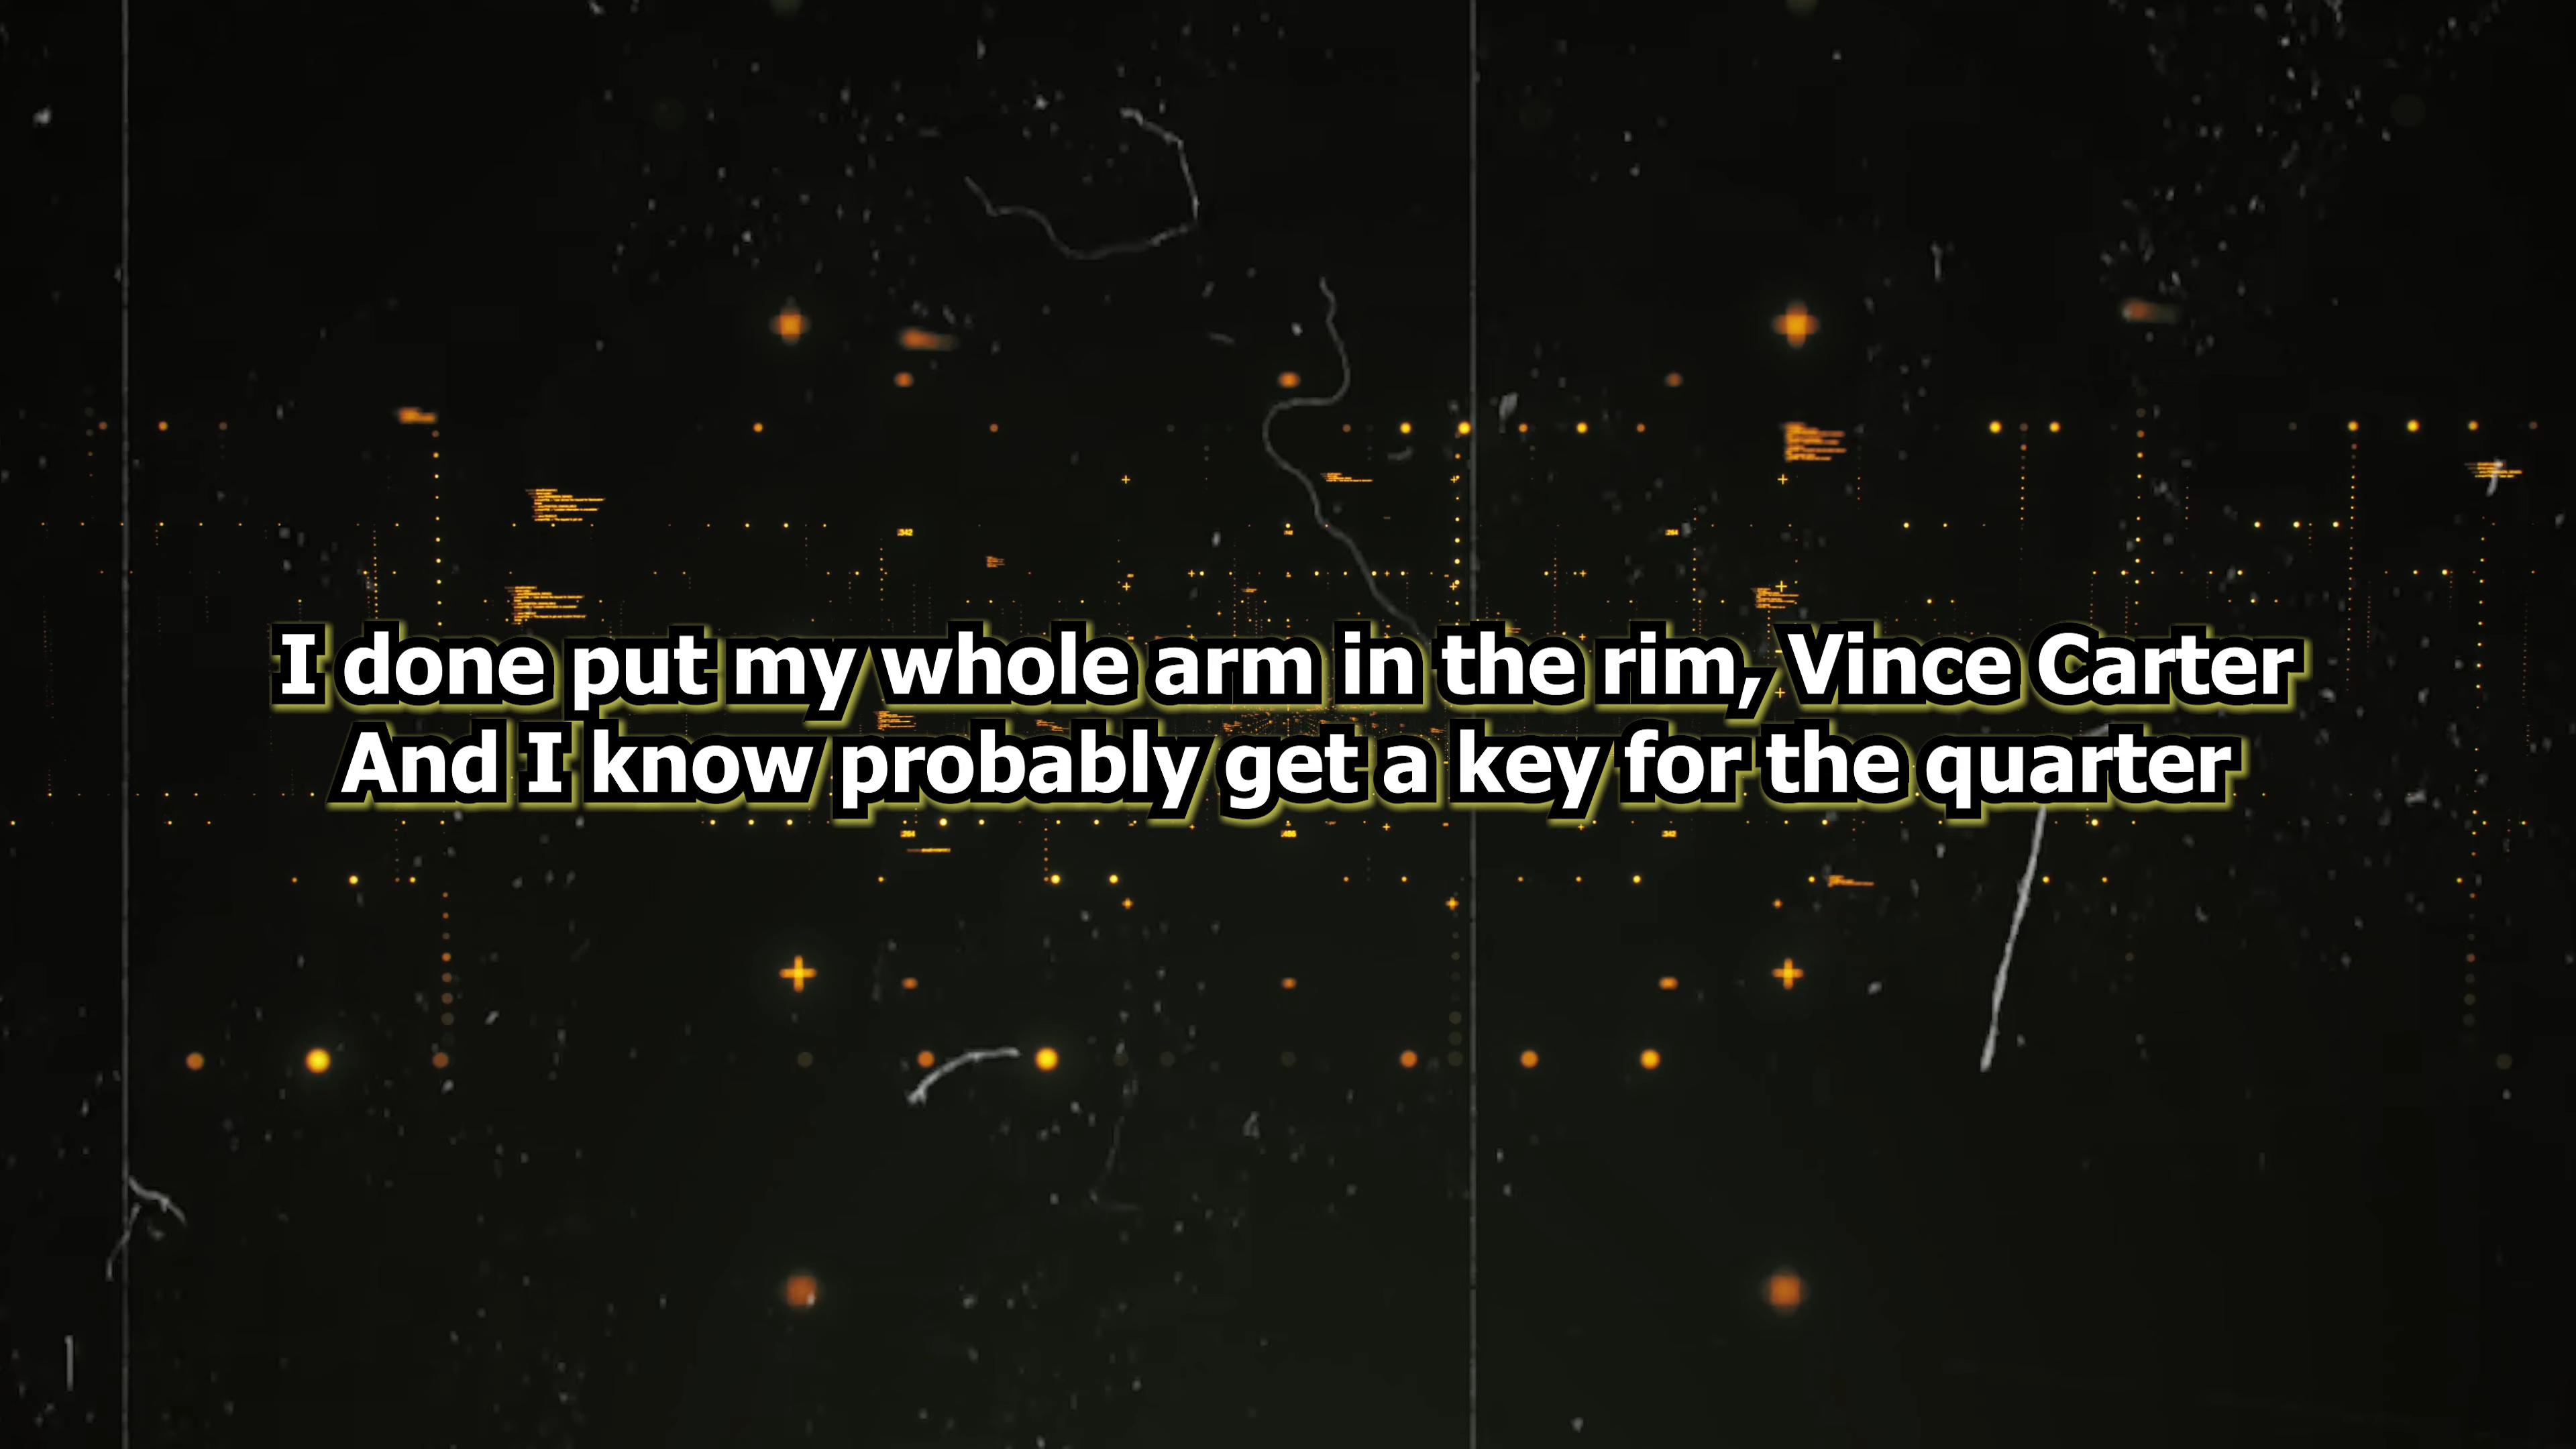 I done put my whole arm in the rim, Vince Carter
And I know probably get a key for the quarter